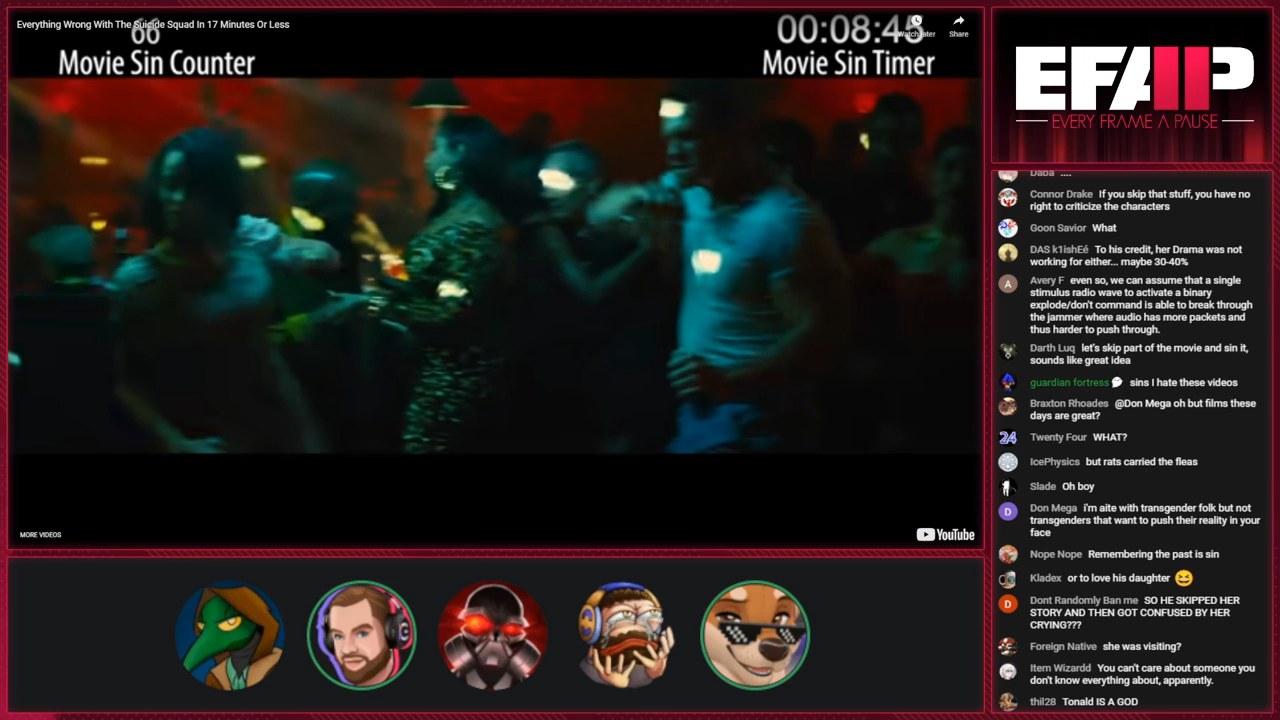 Everything Wrong With The Suicide Squad In 17 Minutes Or Less
66
Movie Sin Counter
00:08:45
Movie Sin Timer
Watch later
Share
MORE VIDEOS
YouTube
EFAP
EVERY FRAME A PAUSE
Daba ....
Connor Drake If you skip that stuff, you have no
right to criticize the characters
Goon Savior What
DAS k1ishEé To his credit, her Drama was not
working for either... maybe 30-40%
A
Avery F even so, we can assume that a single
stimulus radio wave to activate a binary
explode/don't command is able to break through
the jammer where audio has more packets and
thus harder to push through.
Darth Luq let's skip part of the movie and sin it,
sounds like great idea
guardian fortress sins I hate these videos
Braxton Rhoades @Don Mega oh but films these
days are great?
24
Twenty Four WHAT?
IcePhysics but rats carried the fleas
Slade Oh boy
D
Don Mega i'm aite with transgender folk but not
transgenders that want to push their reality in your
face
Nope Nope Remembering the past is sin
Kladex or to love his daughter
D
Dont Randomly Ban me SO HE SKIPPED HER
STORY AND THEN GOT CONFUSED BY HER
CRYING???
Foreign Native she was visiting?
Item Wizardd You can't care about someone you
don't know everything about, apparently.
thil28 Tonald IS A GOD